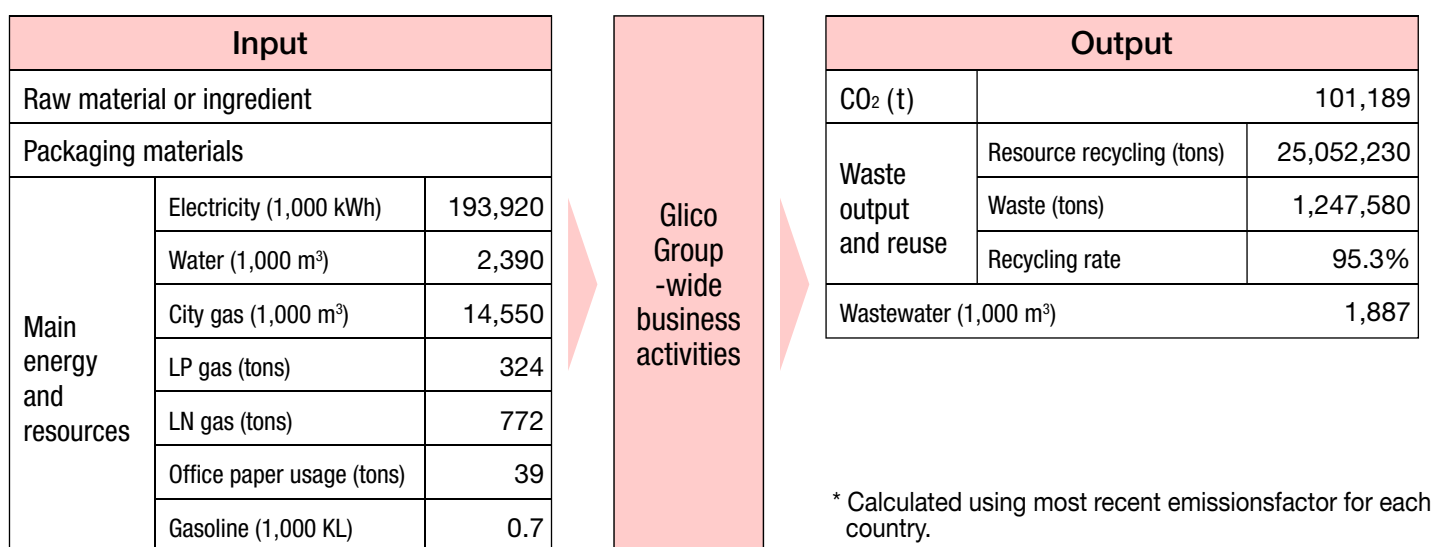 Input
Raw material or ingredient
Packaging materials
Main
energy
and
resources
Electricity (1,000 kWh) 193,920
Water (1,000 m³) 2,390
City gas (1,000 m³) 14,550
LP gas (tons) 324
LN gas (tons) 772
Office paper usage (tons) 39
Gasoline (1,000 KL) 0.7
Glico
Group
-wide
business
activities
Output
CO₂ (t) 101,189
Waste
output
and reuse
Resource recycling (tons) 25,052,230
Waste (tons) 1,247,580
Recycling rate 95.3%
Wastewater (1,000 m³) 1,887
* Calculated using most recent emissionsfactor for each
country.